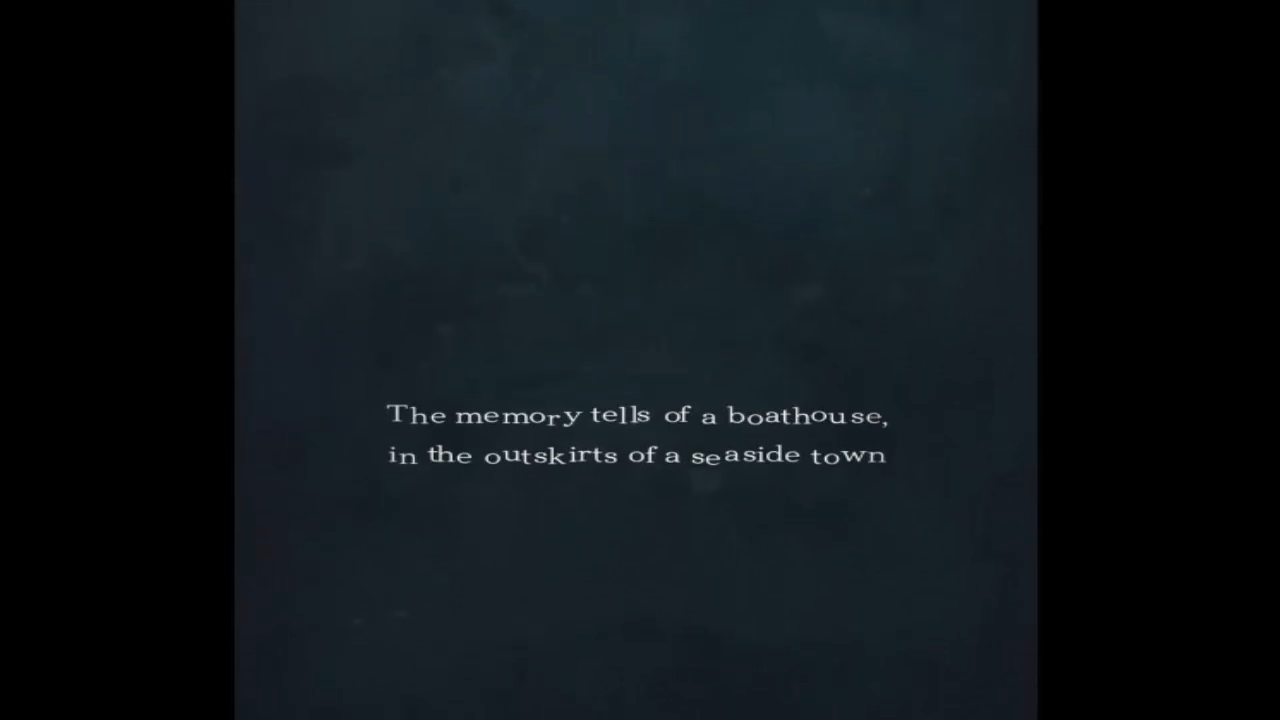 The memory tells of a boathouse,
in the outskirts of a seaside town